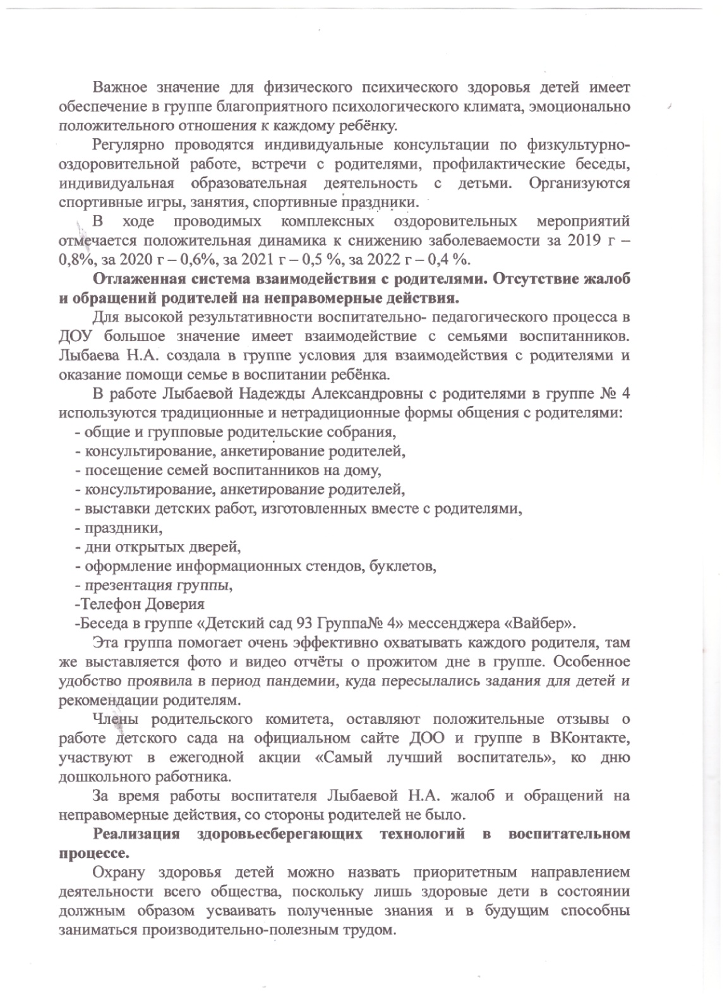 Важное значение для физического психического здоровья детей имеет
обеспечение в группе благоприятного психологического климата, эмоционально
положительного отношения к каждому ребёнку.
Регулярно проводятся индивидуальные консультации по физкультурно-
оздоровительной работе, встречи с родителями, профилактические беседы,
индивидуальная образовательная деятельность с детьми. Организуются
спортивные игры, занятия, спортивные праздники.
В ходе проводимых комплексных оздоровительных мероприятий
отмечается положительная динамика к снижению заболеваемости за 2019 г –
0,8%, за 2020 г – 0,6%, за 2021 г – 0,5 %, за 2022 г – 0,4 %.
Отлаженная система взаимодействия с родителями. Отсутствие жалоб
и обращений родителей на неправомерные действия.
Для высокой результативности воспитательно- педагогического процесса в
ДОУ большое значение имеет взаимодействие с семьями воспитанников.
Лыбаева Н.А. создала в группе условия для взаимодействия с родителями и
оказание помощи семье в воспитании ребёнка.
В работе Лыбаевой Надежды Александровны с родителями в группе № 4
используются традиционные и нетрадиционные формы общения с родителями:
- общие и групповые родительские собрания,
- консультирование, анкетирование родителей,
- посещение семей воспитанников на дому,
- консультирование, анкетирование родителей,
- выставки детских работ, изготовленных вместе с родителями,
- праздники,
- дни открытых дверей,
- оформление информационных стендов, буклетов,
- презентация группы,
-Телефон Доверия
-Беседа в группе «Детский сад 93 Группа№ 4» мессенджера «Вайбер».
Эта группа помогает очень эффективно охватывать каждого родителя, там
же выставляется фото и видео отчёты о прожитом дне в группе. Особенное
удобство проявила в период пандемии, куда пересылались задания для детей и
рекомендации родителям.
Члены родительского комитета, оставляют положительные отзывы о
работе детского сада на официальном сайте ДОО и группе в ВКонтакте,
участвуют в ежегодной акции «Самый лучший воспитатель», ко дню
дошкольного работника.
За время работы воспитателя Лыбаевой Н.А. жалоб и обращений на
неправомерные действия, со стороны родителей не было.
Реализация здоровьесберегающих технологий в воспитательном
процессе.
Охрану здоровья детей можно назвать приоритетным направлением
деятельности всего общества, поскольку лишь здоровые дети в состоянии
должным образом усваивать полученные знания и в будущим способны
заниматься производительно-полезным трудом.